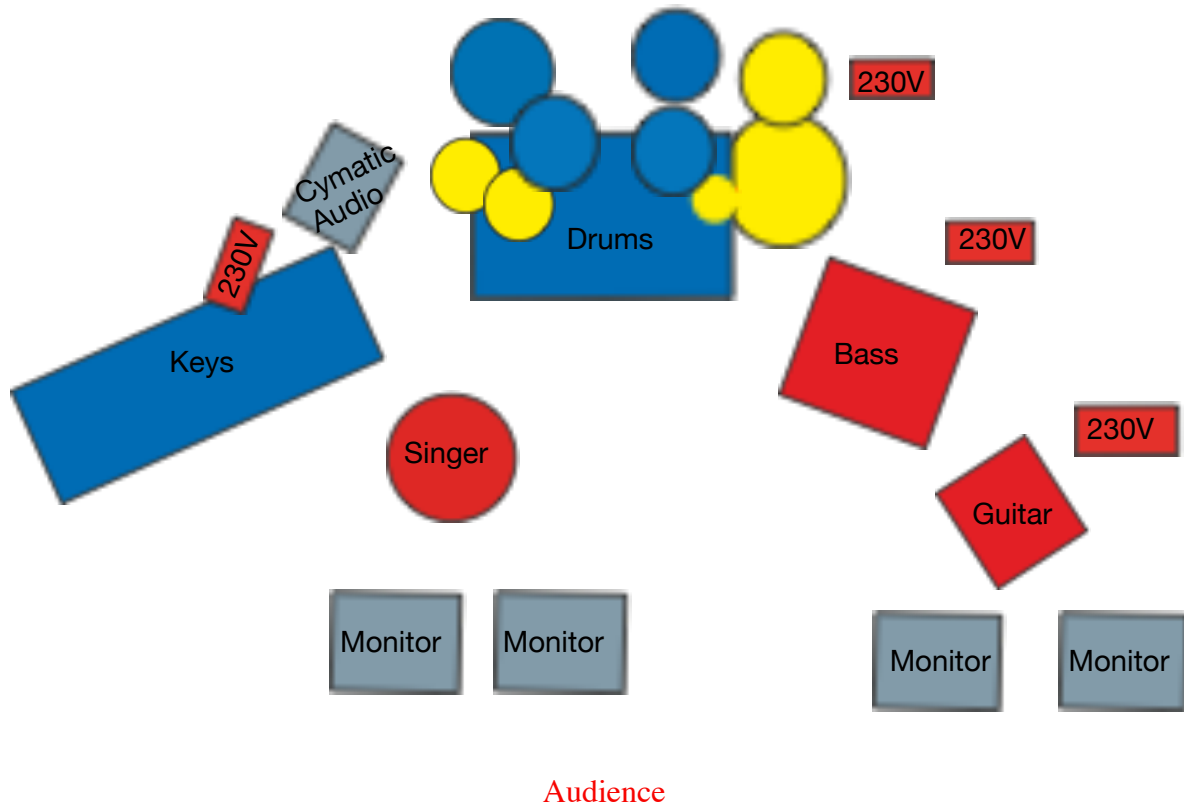 230V
Cymatic
Audio
230V
230V
Drums
Keys
Bass
230V
Singer
Guitar
Monitor
Monitor
Monitor
Monitor
Audience